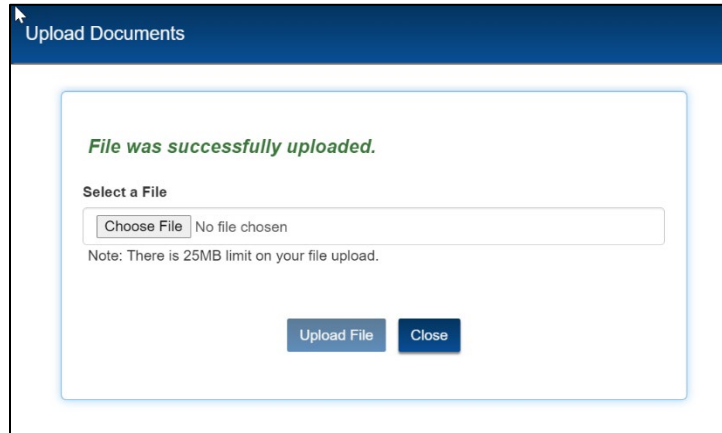 Upload Documents
File was successfully uploaded.
Select a File
Choose File No file chosen
Note: There is 25MB limit on your file upload.
Upload File Close